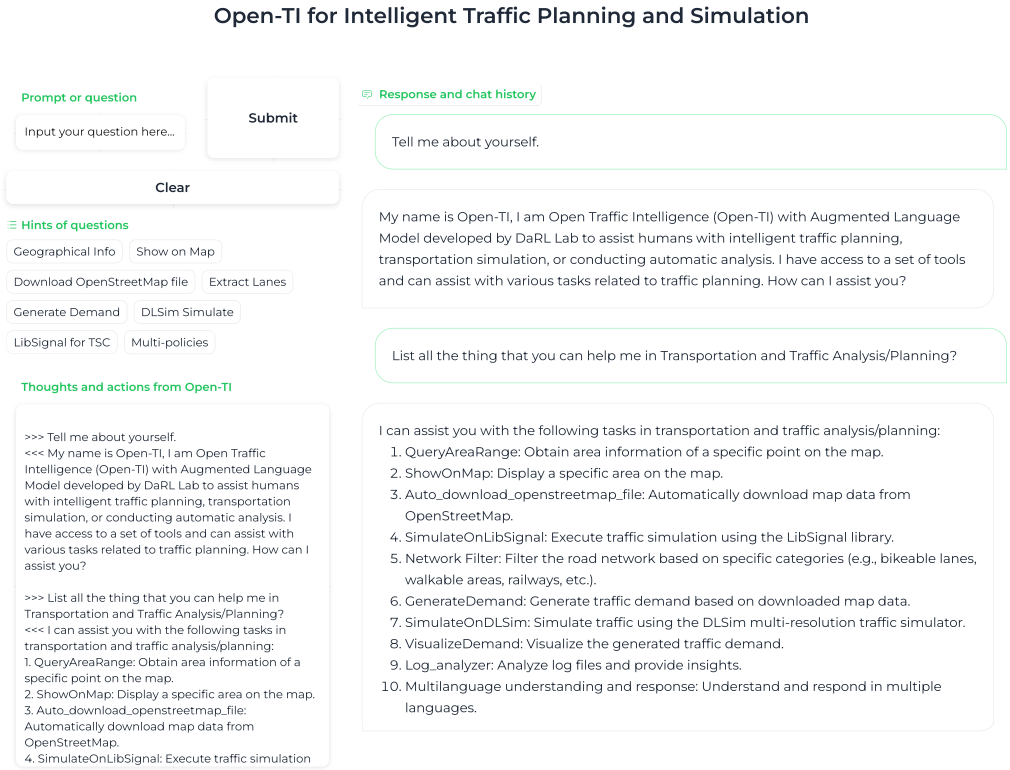 Open-TI for Intelligent Traffic Planning and Simulation
Prompt or question
Input your question here...
Submit
Clear
Hints of questions
Geographical Info
Show on Map
Download OpenStreetMap file
Extract Lanes
Generate Demand
DLSim Simulate
LibSignal for TSC
Multi-policies
Thoughts and actions from Open-TI
>>> Tell me about yourself.
<<< My name is Open-TI, I am Open Traffic
Intelligence (Open-TI) with Augmented Language
Model developed by DaRL Lab to assist humans
with intelligent traffic planning, transportation
simulation, or conducting automatic analysis. I
have access to a set of tools and can assist with
various tasks related to traffic planning. How can I
assist you?
>>> List all the thing that you can help me in
Transportation and Traffic Analysis/Planning?
<<< I can assist you with the following tasks in
transportation and traffic analysis/planning:
1. QueryAreaRange: Obtain area information of a
specific point on the map.
2. ShowOnMap: Display a specific area on the map.
3. Auto_download_openstreetmap_file:
Automatically download map data from
OpenStreetMap.
4. SimulateOnLibSignal: Execute traffic simulation
Response and chat history
Tell me about yourself.
My name is Open-TI, I am Open Traffic Intelligence (Open-TI) with Augmented Language
Model developed by DaRL Lab to assist humans with intelligent traffic planning,
transportation simulation, or conducting automatic analysis. I have access to a set of tools
and can assist with various tasks related to traffic planning. How can I assist you?
List all the thing that you can help me in Transportation and Traffic Analysis/Planning?
I can assist you with the following tasks in transportation and traffic analysis/planning:
1. QueryAreaRange: Obtain area information of a specific point on the map.
2. ShowOnMap: Display a specific area on the map.
3. Auto_download_openstreetmap_file: Automatically download map data from
OpenStreetMap.
4. SimulateOnLibSignal: Execute traffic simulation using the LibSignal library.
5. Network Filter: Filter the road network based on specific categories (e.g., bikeable lanes,
walkable areas, railways, etc.).
6. GenerateDemand: Generate traffic demand based on downloaded map data.
7. SimulateOnDLSim: Simulate traffic using the DLSim multi-resolution traffic simulator.
8. VisualizeDemand: Visualize the generated traffic demand.
9. Log_analyzer: Analyze log files and provide insights.
10. Multilanguage understanding and response: Understand and respond in multiple
languages.